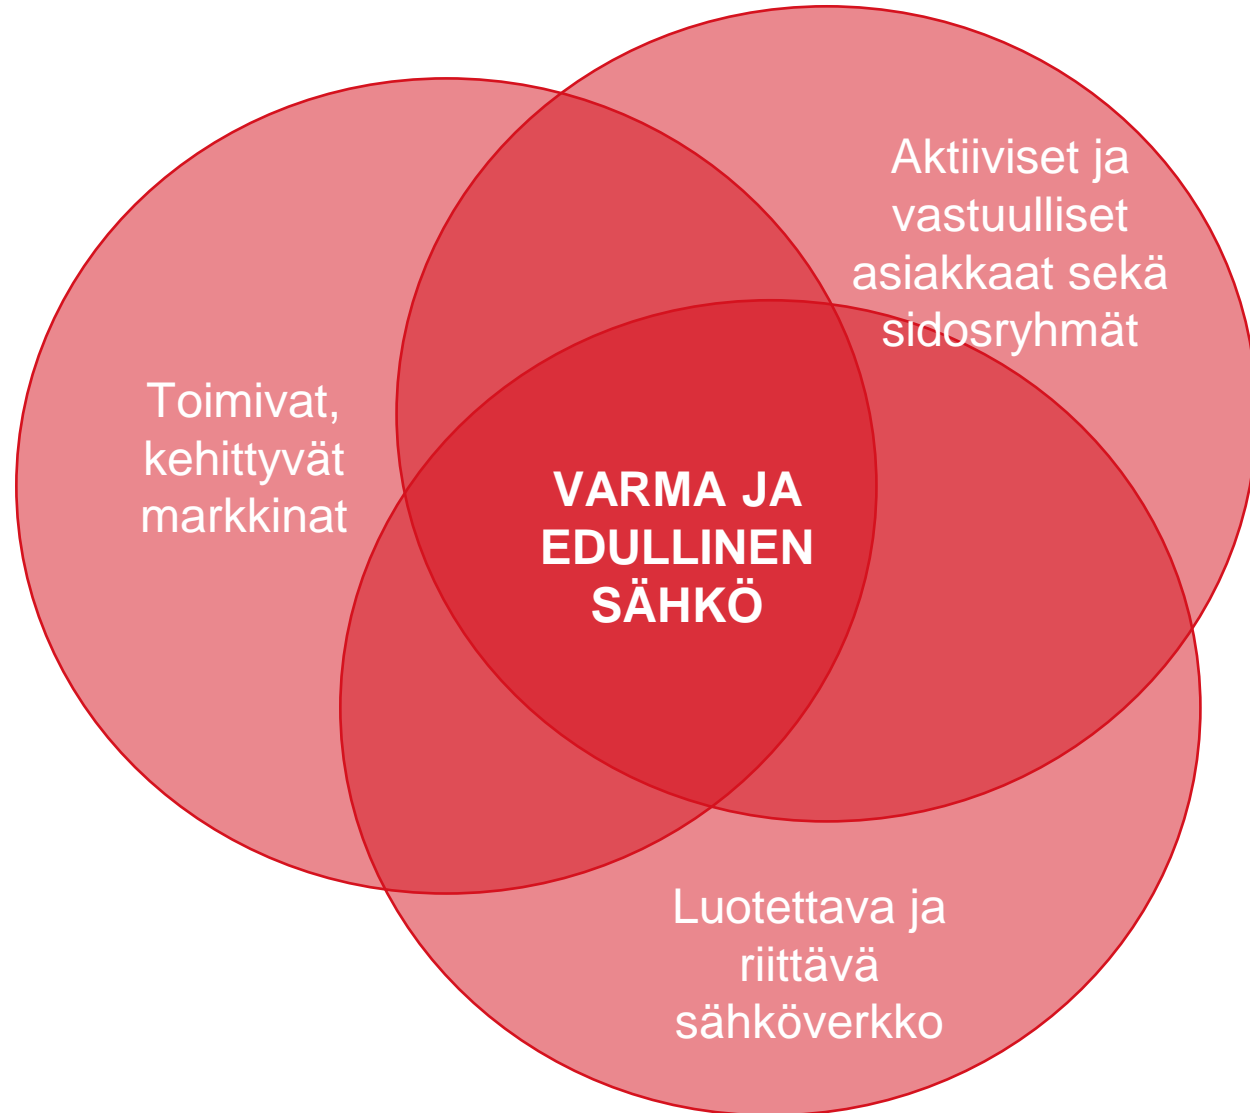 Aktiiviset ja
vastuulliset
asiakkaat sekä
sidosryhmät
Toimivat,
kehittyvät
markkinat
VARMA JA
EDULLINEN
SÄHKÖ
Luotettava ja
riittävä
sähköverkko